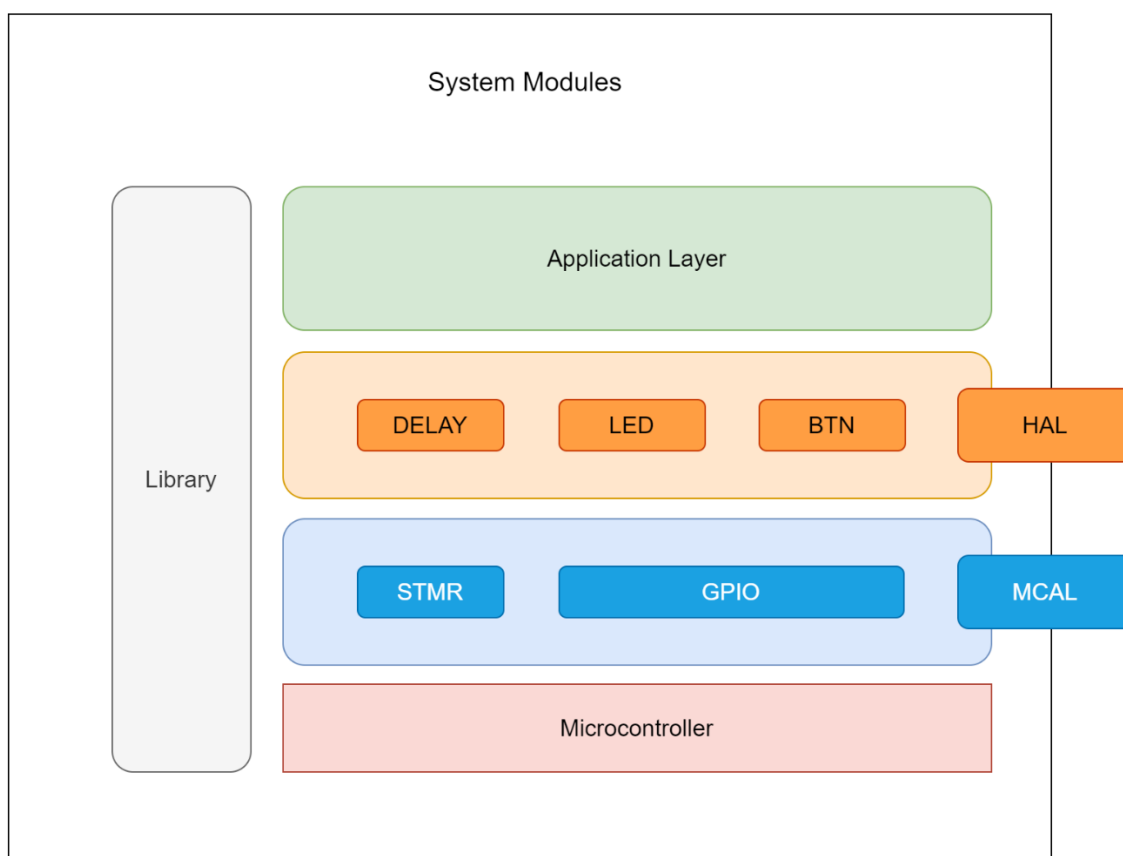 System Modules
Application Layer
DELAY
LED
BTN
HAL
Library
STMR
GPIO
MCAL
Microcontroller